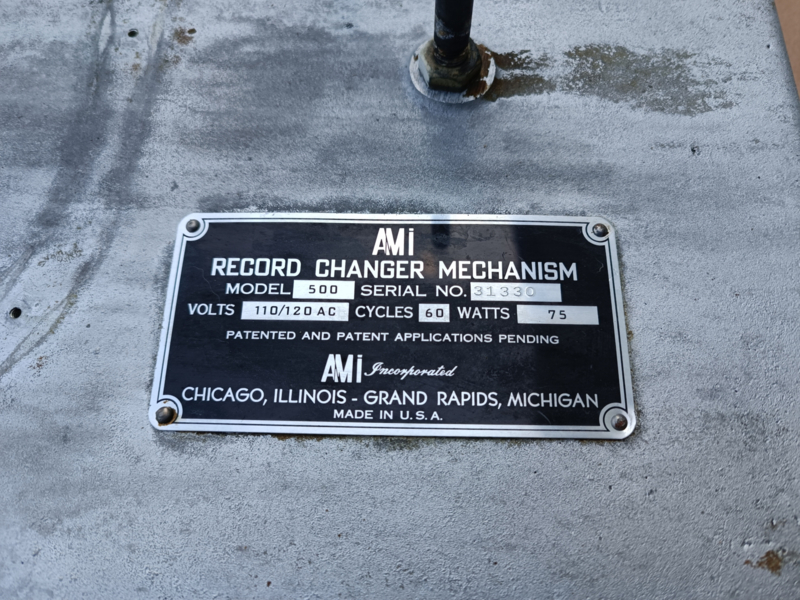 AMi
RECORD CHANGER MECHANISM
MODEL 500 SERIAL NO. 31330
VOLTS 110/120 AC CYCLES 60 WATTS 75
PATENTED AND PATENT APPLICATIONS PENDING
AMi Incorporated
CHICAGO, ILLINOIS - GRAND RAPIDS, MICHIGAN
MADE IN U.S.A.